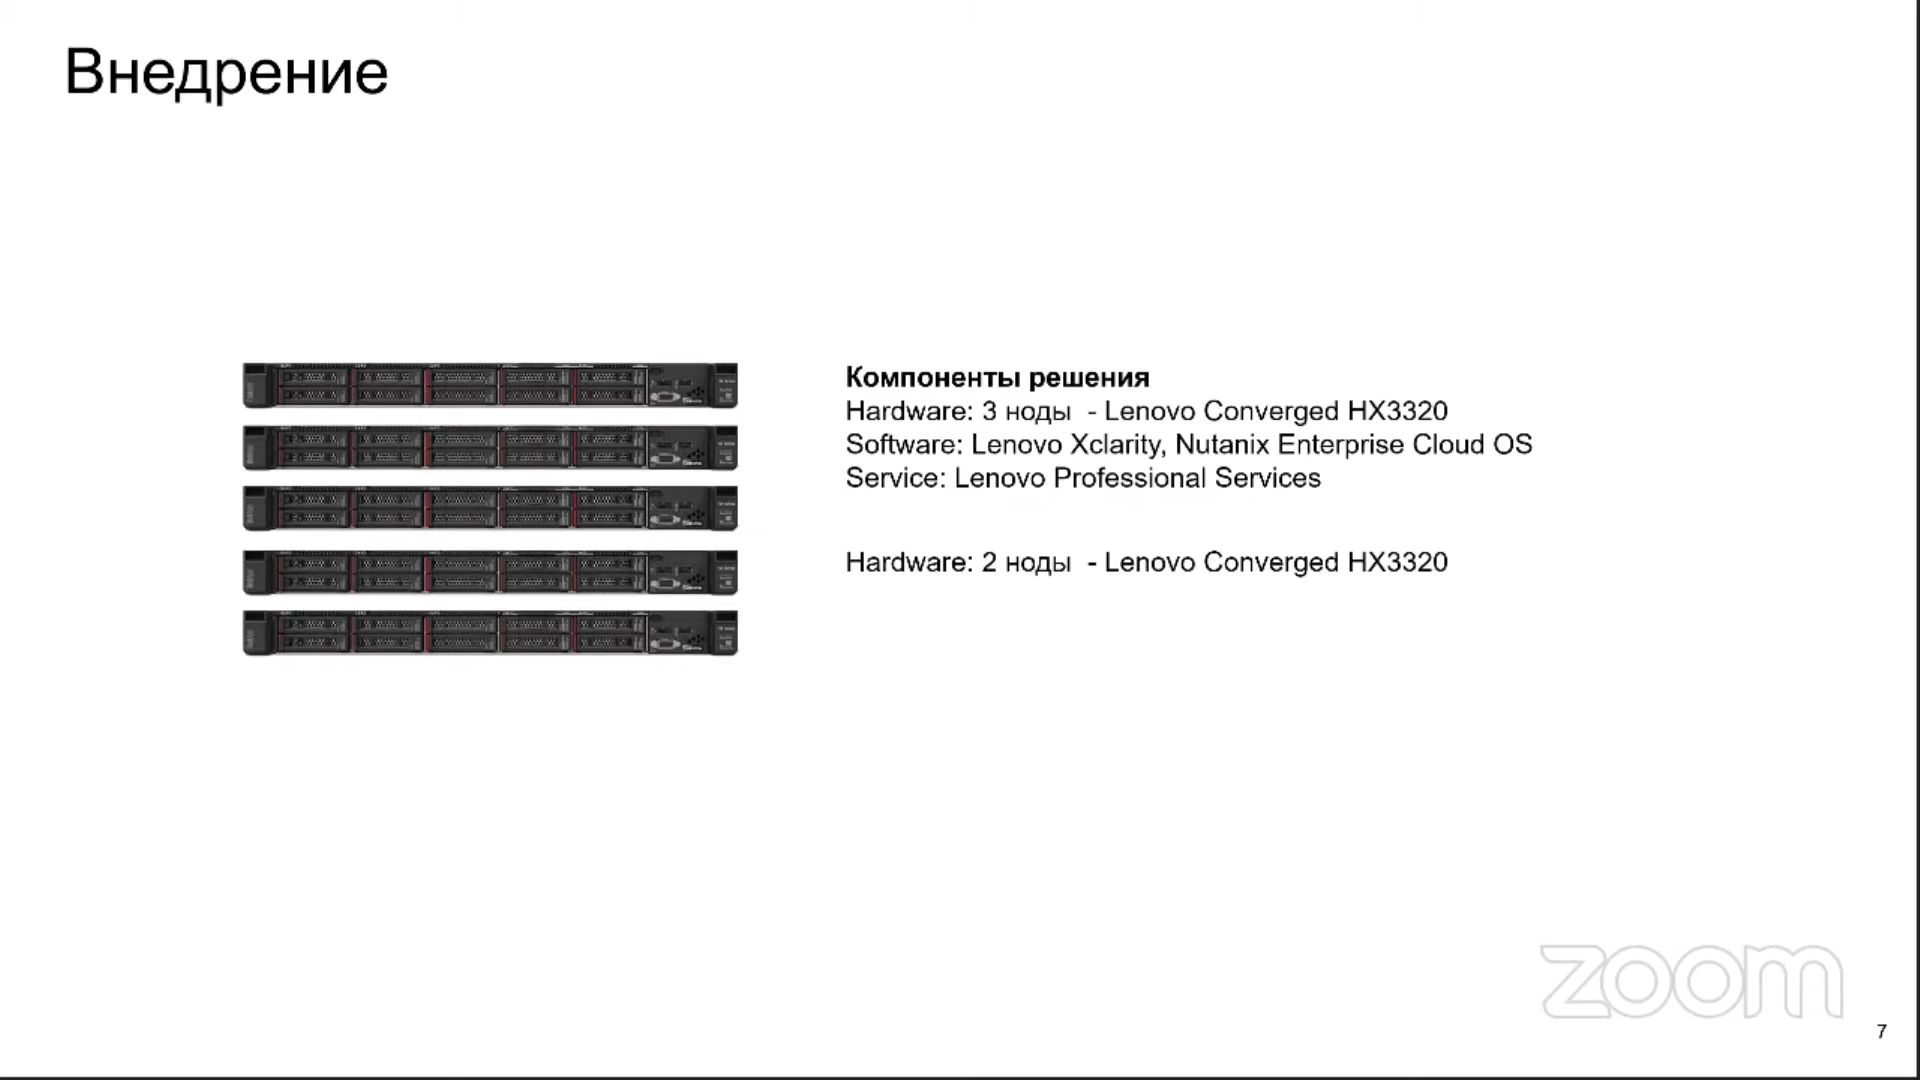 Внедрение
Компоненты решения
Hardware: 3 ноды - Lenovo Converged HX3320
Software: Lenovo Xclarity, Nutanix Enterprise Cloud OS
Service: Lenovo Professional Services
Hardware: 2 ноды - Lenovo Converged HX3320
zoom
7